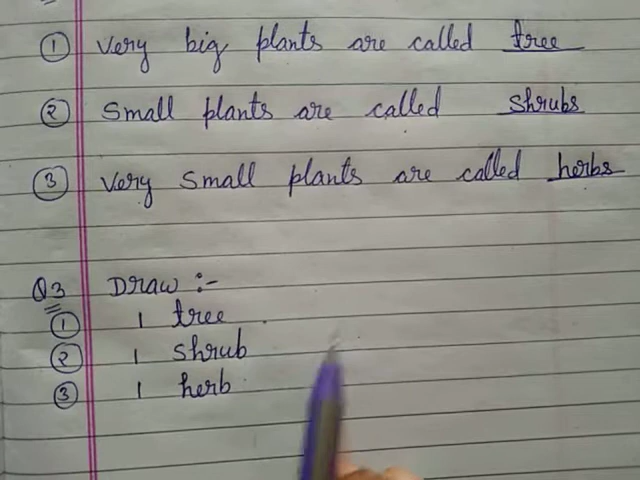 ① Very big plants are called tree
② Small plants are called shrubs
③ Very small plants are called herbs
Q3 Draw :-
① 1 tree
② 1 shrub
③ 1 herb